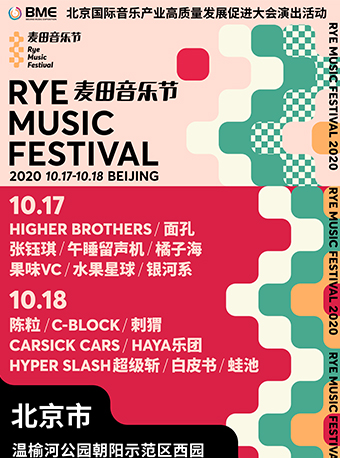 BME 北京国际音乐产业高质量发展促进大会演出活动
麦田音乐节
Rye
Music
Festival
RYE 麦田音乐节
MUSIC
FESTIVAL
2020 10.17-10.18 BEIJING
RYE MUSIC FESTIVAL 2020
RYE MUSIC FESTIVAL 2020
RYE MUSIC FESTIVAL 2020
10.17
HIGHER BROTHERS / 面孔
张钰琪 / 午睡留声机 / 橘子海
果味VC / 水果星球 / 银河系
10.18
陈粒 / C-BLOCK / 刺猬
CARSICK CARS / HAYA乐团
HYPER SLASH超级斩 / 白皮书 / 蛙池
北京市
温榆河公园朝阳示范区西园